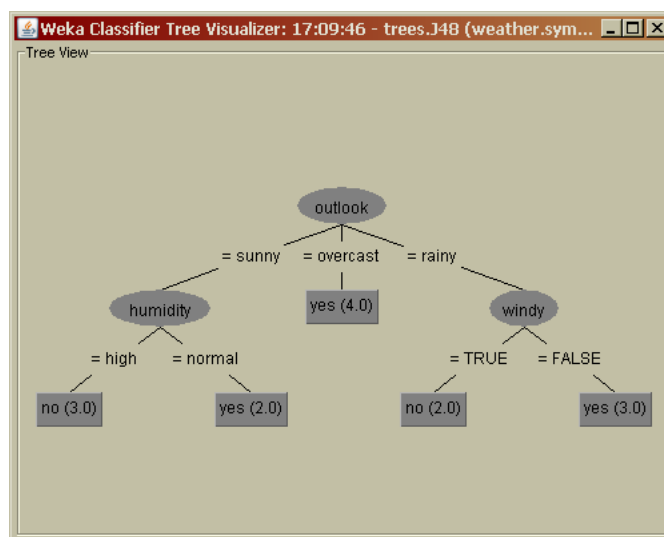 Weka Classifier Tree Visualizer: 17:09:46 - trees.J48 (weather.sym...
Tree View
outlook
= sunny = overcast = rainy
humidity yes (4.0) windy
= high = normal = TRUE = FALSE
no (3.0) yes (2.0) no (2.0) yes (3.0)